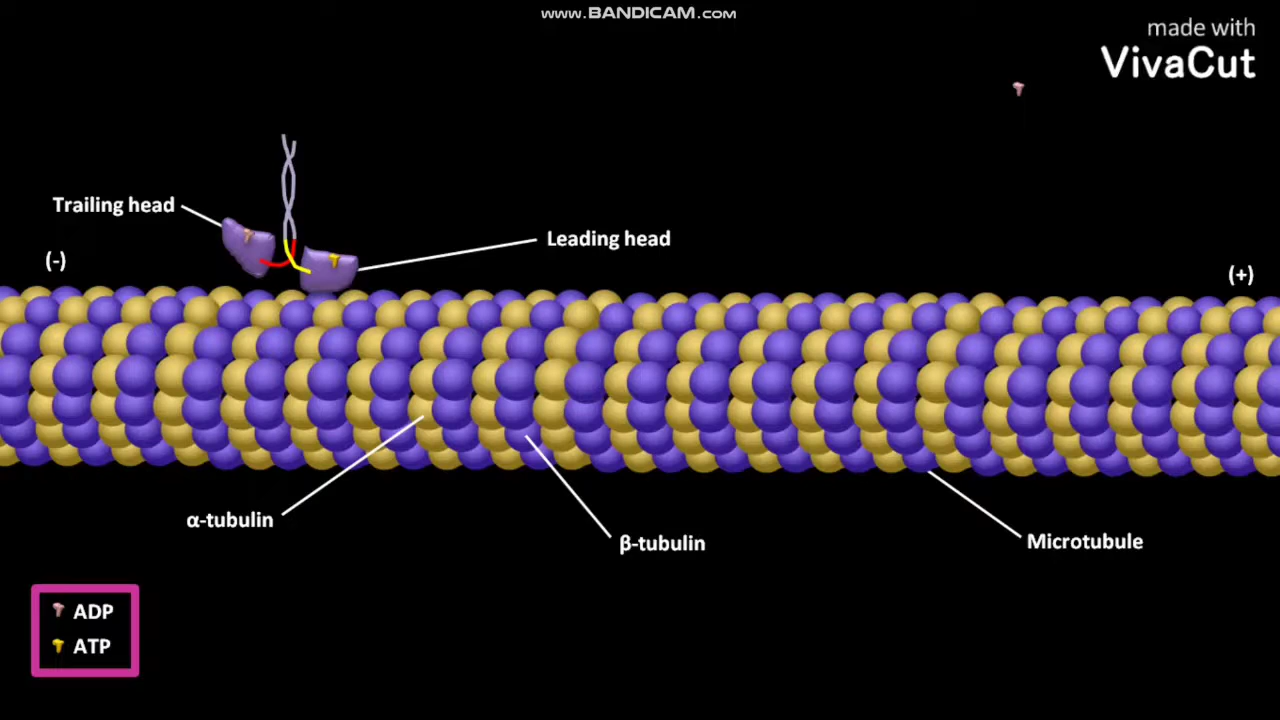 www.BANDICAM.com
made with
VivaCut
Trailing head
Leading head
(-)
(+)
α-tubulin
β-tubulin
Microtubule
ADP
ATP